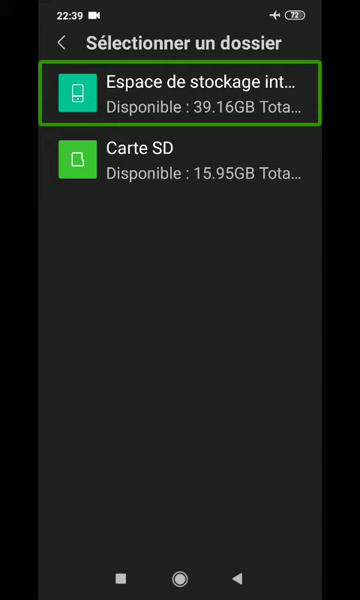 22:39 72
Sélectionner un dossier
Espace de stockage int...
Disponible : 39.16GB Tota...
Carte SD
Disponible : 15.95GB Tota...